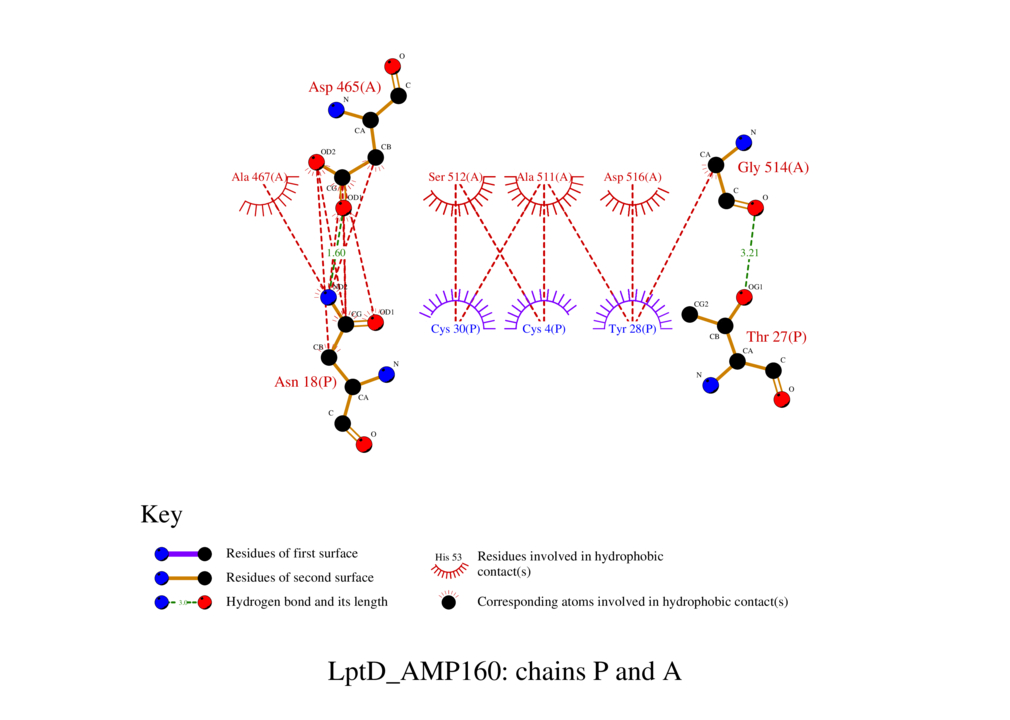 O
C
Asp 465(A)
N
CA
CB
OD2
CG
OD1
Ala 467(A)
Ser 512(A)
Ala 511(A)
Asp 516(A)
N
CA
Gly 514(A)
C
O
1.60
3.21
ND2
CG
OD1
CB
N
Asn 18(P)
CA
C
O
Cys 30(P)
Cys 4(P)
Tyr 28(P)
OG1
CG2
CB
Thr 27(P)
CA
C
N
O
Key
Residues of first surface
Residues of second surface
3.0
Hydrogen bond and its length
His 53
Residues involved in hydrophobic
contact(s)
Corresponding atoms involved in hydrophobic contact(s)
LptD_AMP160: chains P and A